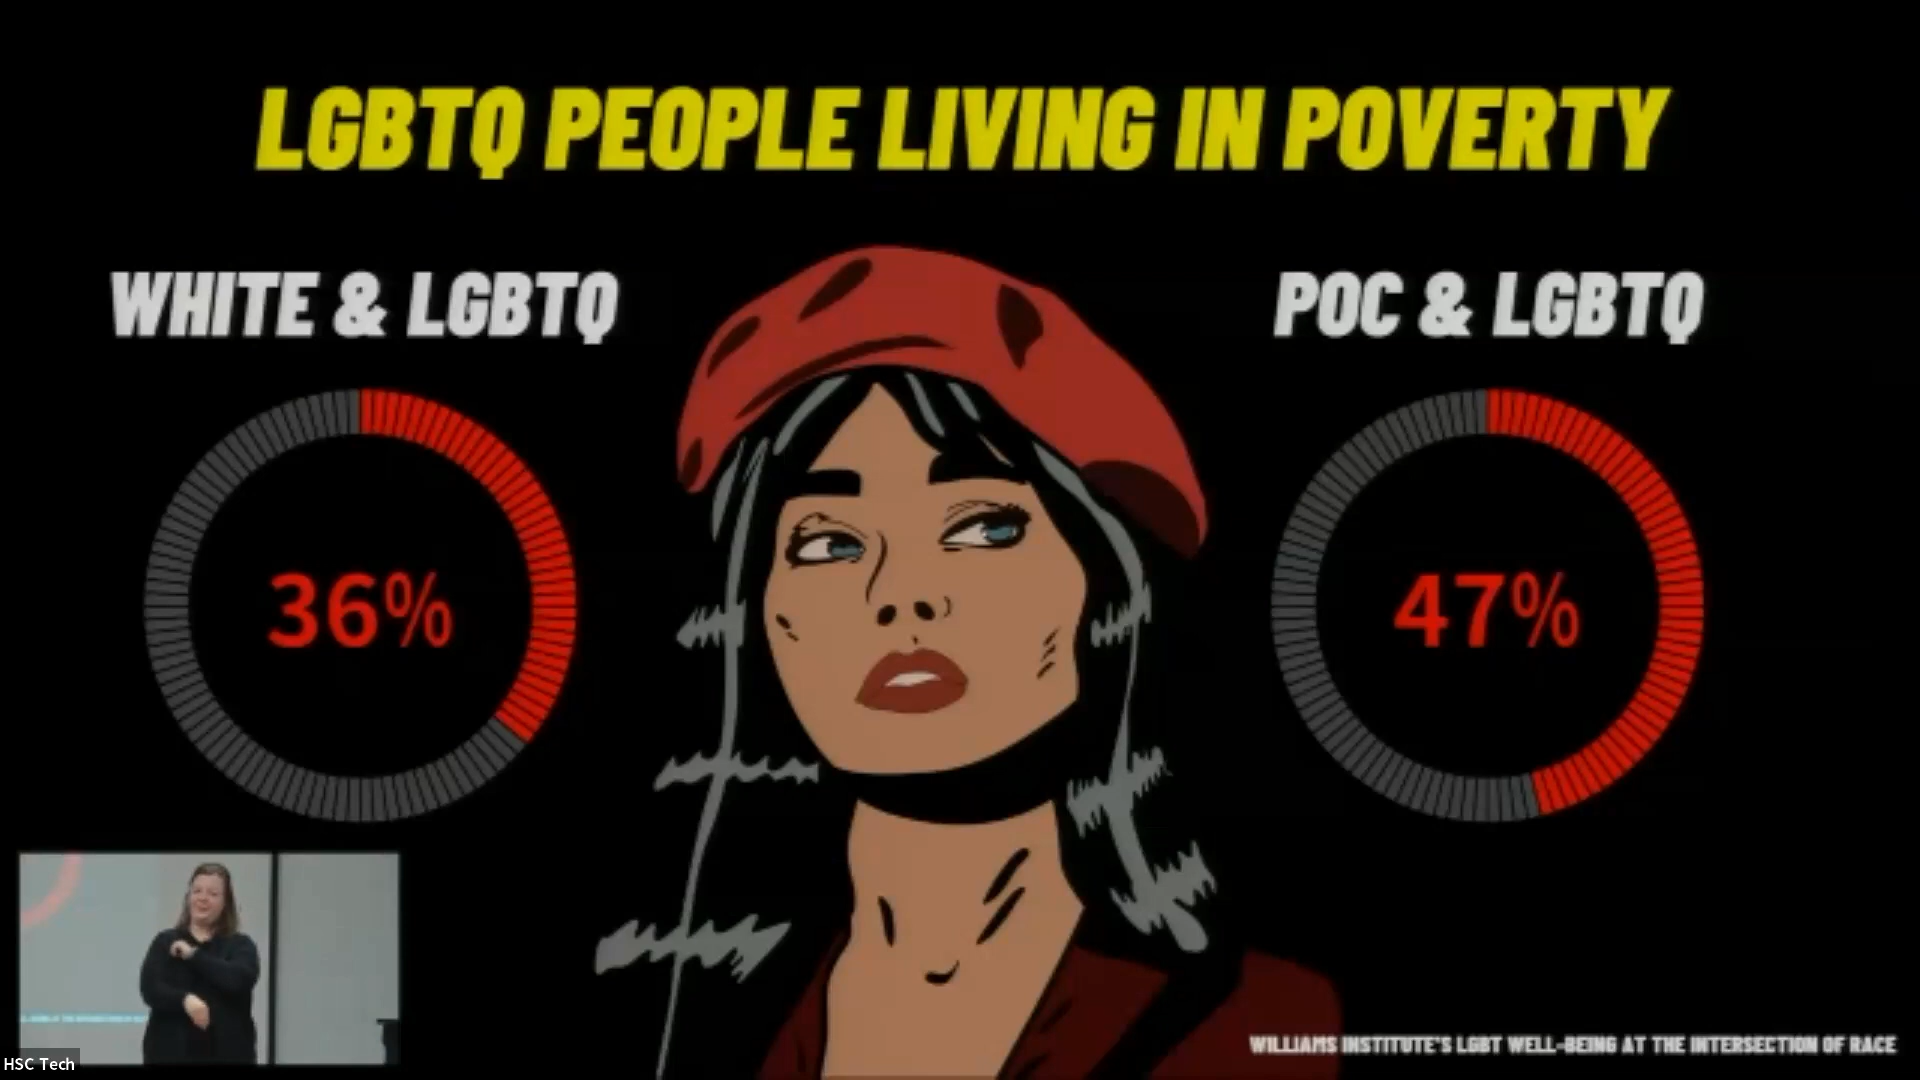 LGBTQ PEOPLE LIVING IN POVERTY
WHITE & LGBTQ
POC & LGBTQ
36%
47%
WILLIAMS INSTITUTE'S LGBT WELL-BEING AT THE INTERSECTION OF RACE
HSC Tech